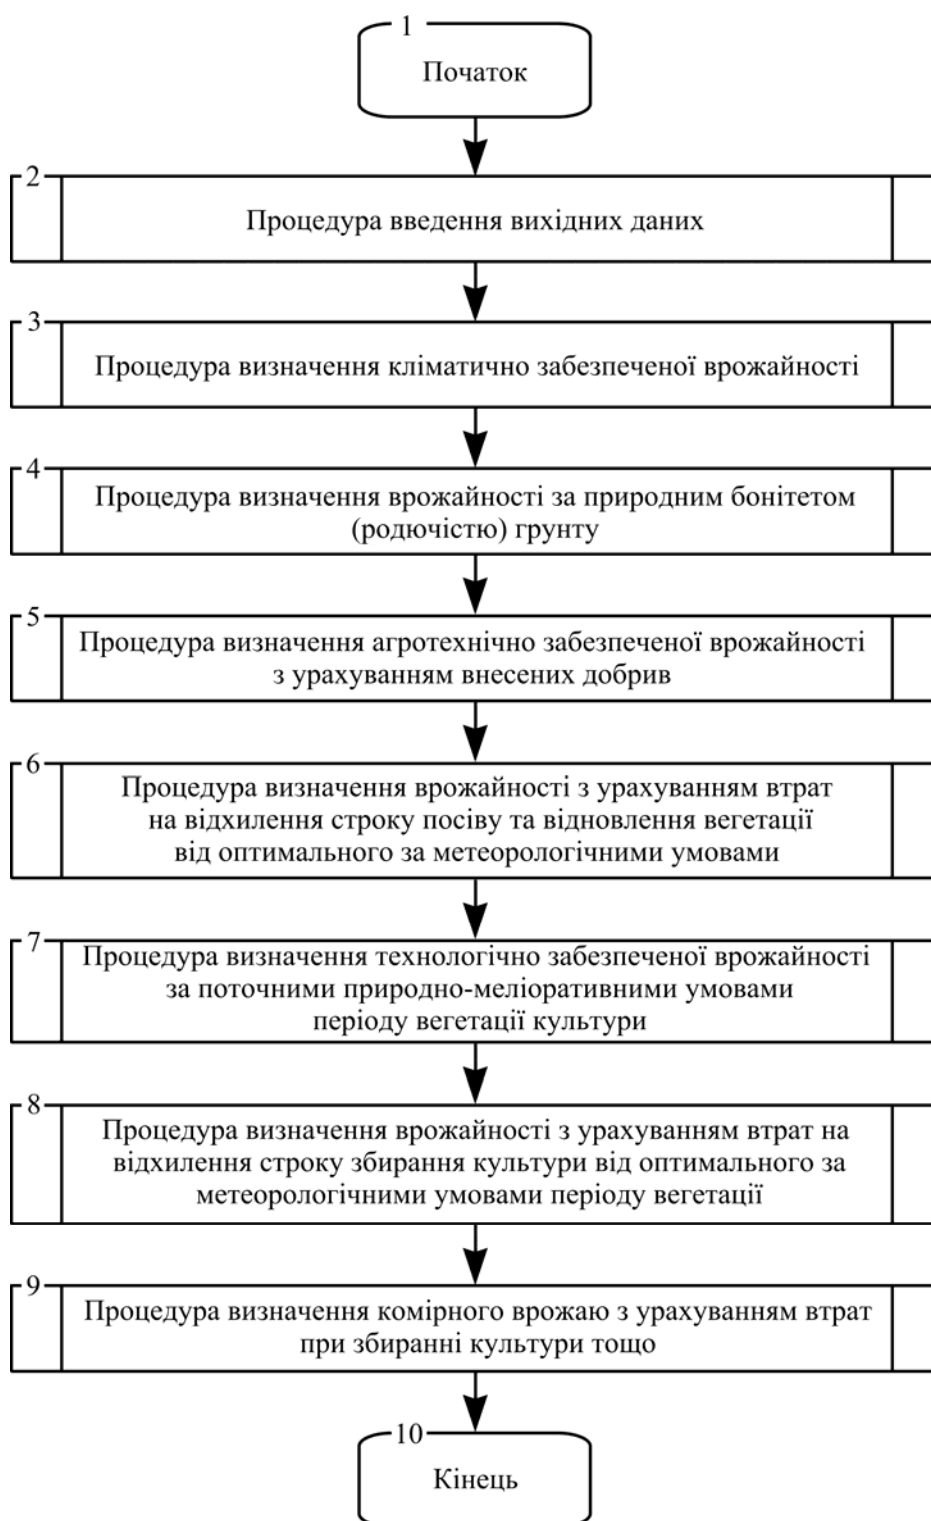 1
Початок
2
Процедура введення вихідних даних
3
Процедура визначення кліматично забезпеченої врожайності
4
Процедура визначення врожайності за природним бонітетом
(родючістю) грунту
5
Процедура визначення агротехнічно забезпеченої врожайності
з урахуванням внесених добрив
6
Процедура визначення врожайності з урахуванням втрат
на відхилення строку посіву та відновлення вегетації
від оптимального за метеорологічними умовами
7
Процедура визначення технологічно забезпеченої врожайності
за поточними природно-меліоративними умовами
періоду вегетації культури
8
Процедура визначення врожайності з урахуванням втрат на
відхилення строку збирання культури від оптимального за
метеорологічними умовами періоду вегетації
9
Процедура визначення комірного врожаю з урахуванням втрат
при збиранні культури тощо
10
Кінець